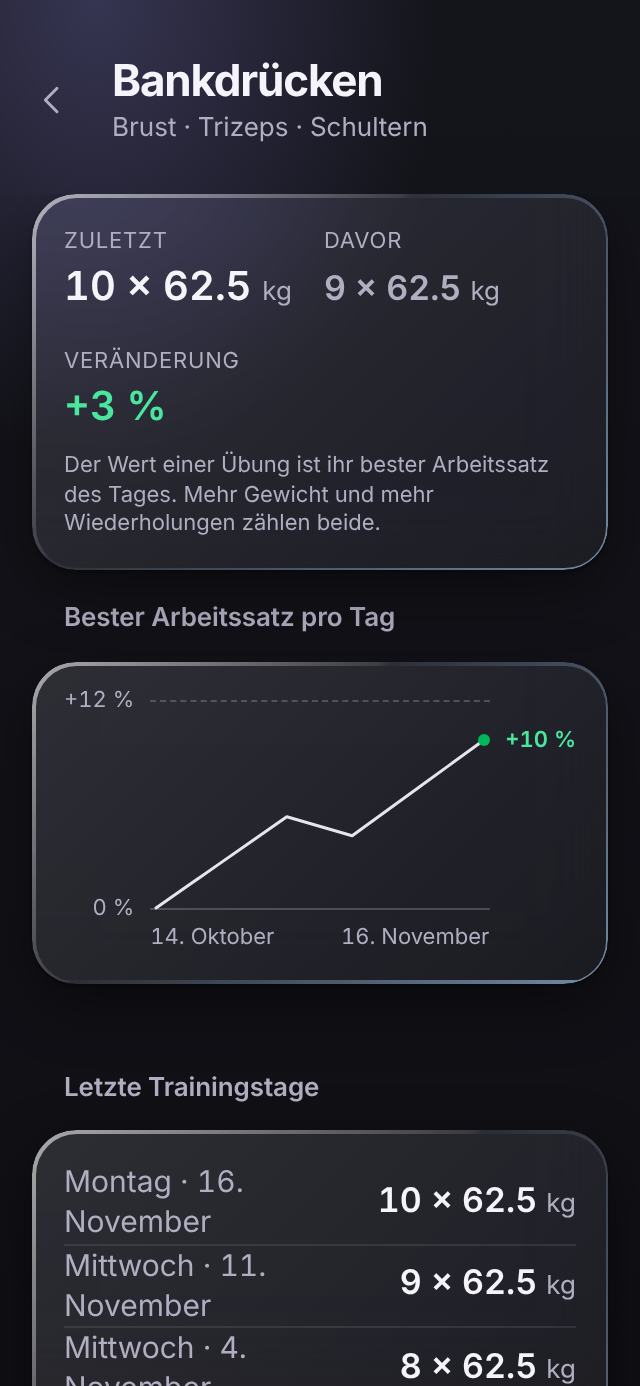 Bankdrücken
Brust · Trizeps · Schultern
ZULETZT
10 × 62.5 kg
DAVOR
9 × 62.5 kg
VERÄNDERUNG
+3 %
Der Wert einer Übung ist ihr bester Arbeitssatz
des Tages. Mehr Gewicht und mehr
Wiederholungen zählen beide.
Bester Arbeitssatz pro Tag
+12 %
+10 %
0 %
14. Oktober
16. November
Letzte Trainingstage
Montag · 16.
November
10 × 62.5 kg
Mittwoch · 11.
November
9 × 62.5 kg
Mittwoch · 4.
November
8 × 62.5 kg